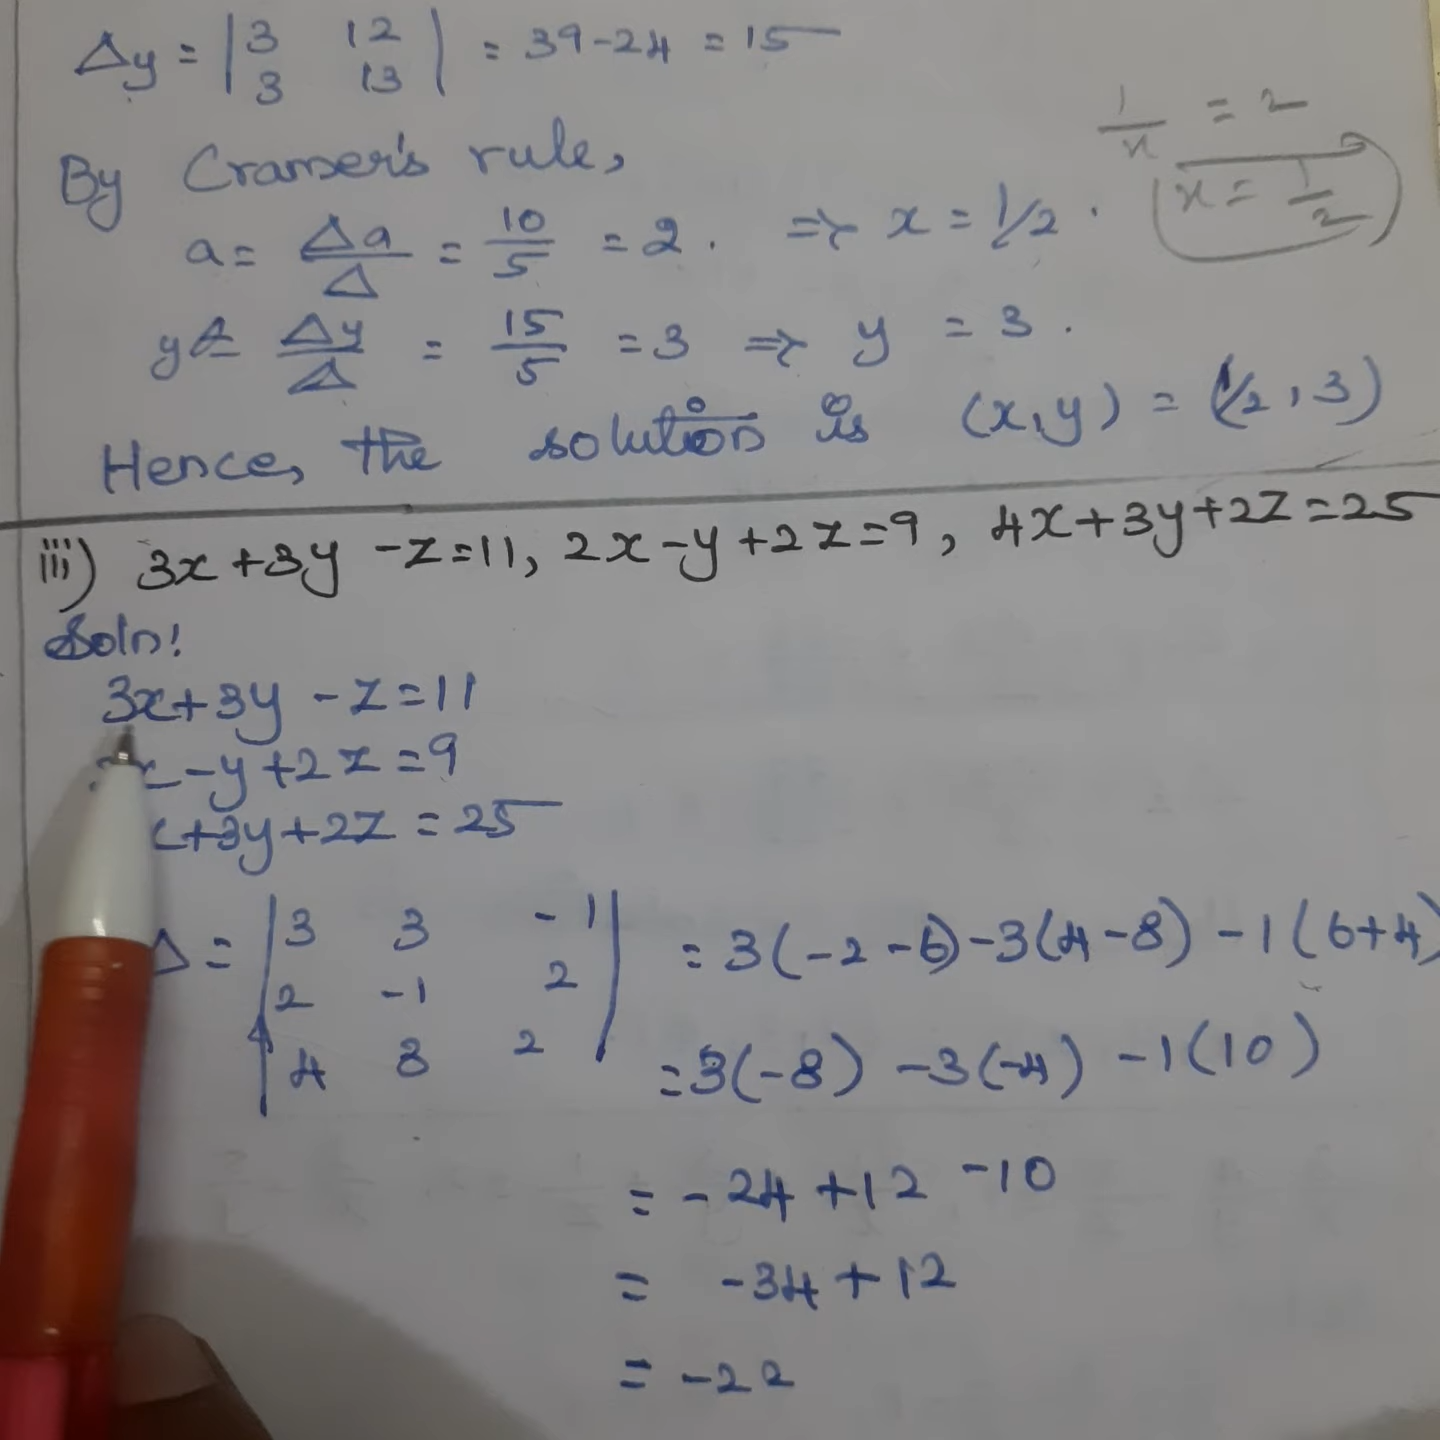 Δy = | 3 12 | = 39-24 = 15
3 13
By Cramer's rule,
1/x = 2
x = 1/2
a = Δa/Δ = 10/5 = 2. ⇒ x = 1/2.
y = Δy/Δ = 15/5 = 3 ⇒ y = 3.
Hence, the solution is (x,y) = (1/2, 3)
iii) 3x+3y-z=11, 2x-y+2z=9, 4x+3y+2z=25
Soln!
3x+3y-z=11
x-y+2z=9
x+3y+2z=25
Δ = | 3 3 -1 | = 3(-2-6)-3(4-8)-1(6+4)
2 -1 2
4 3 2 =3(-8) -3(-4) -1(10)
= -24+12-10
= -34+12
= -22